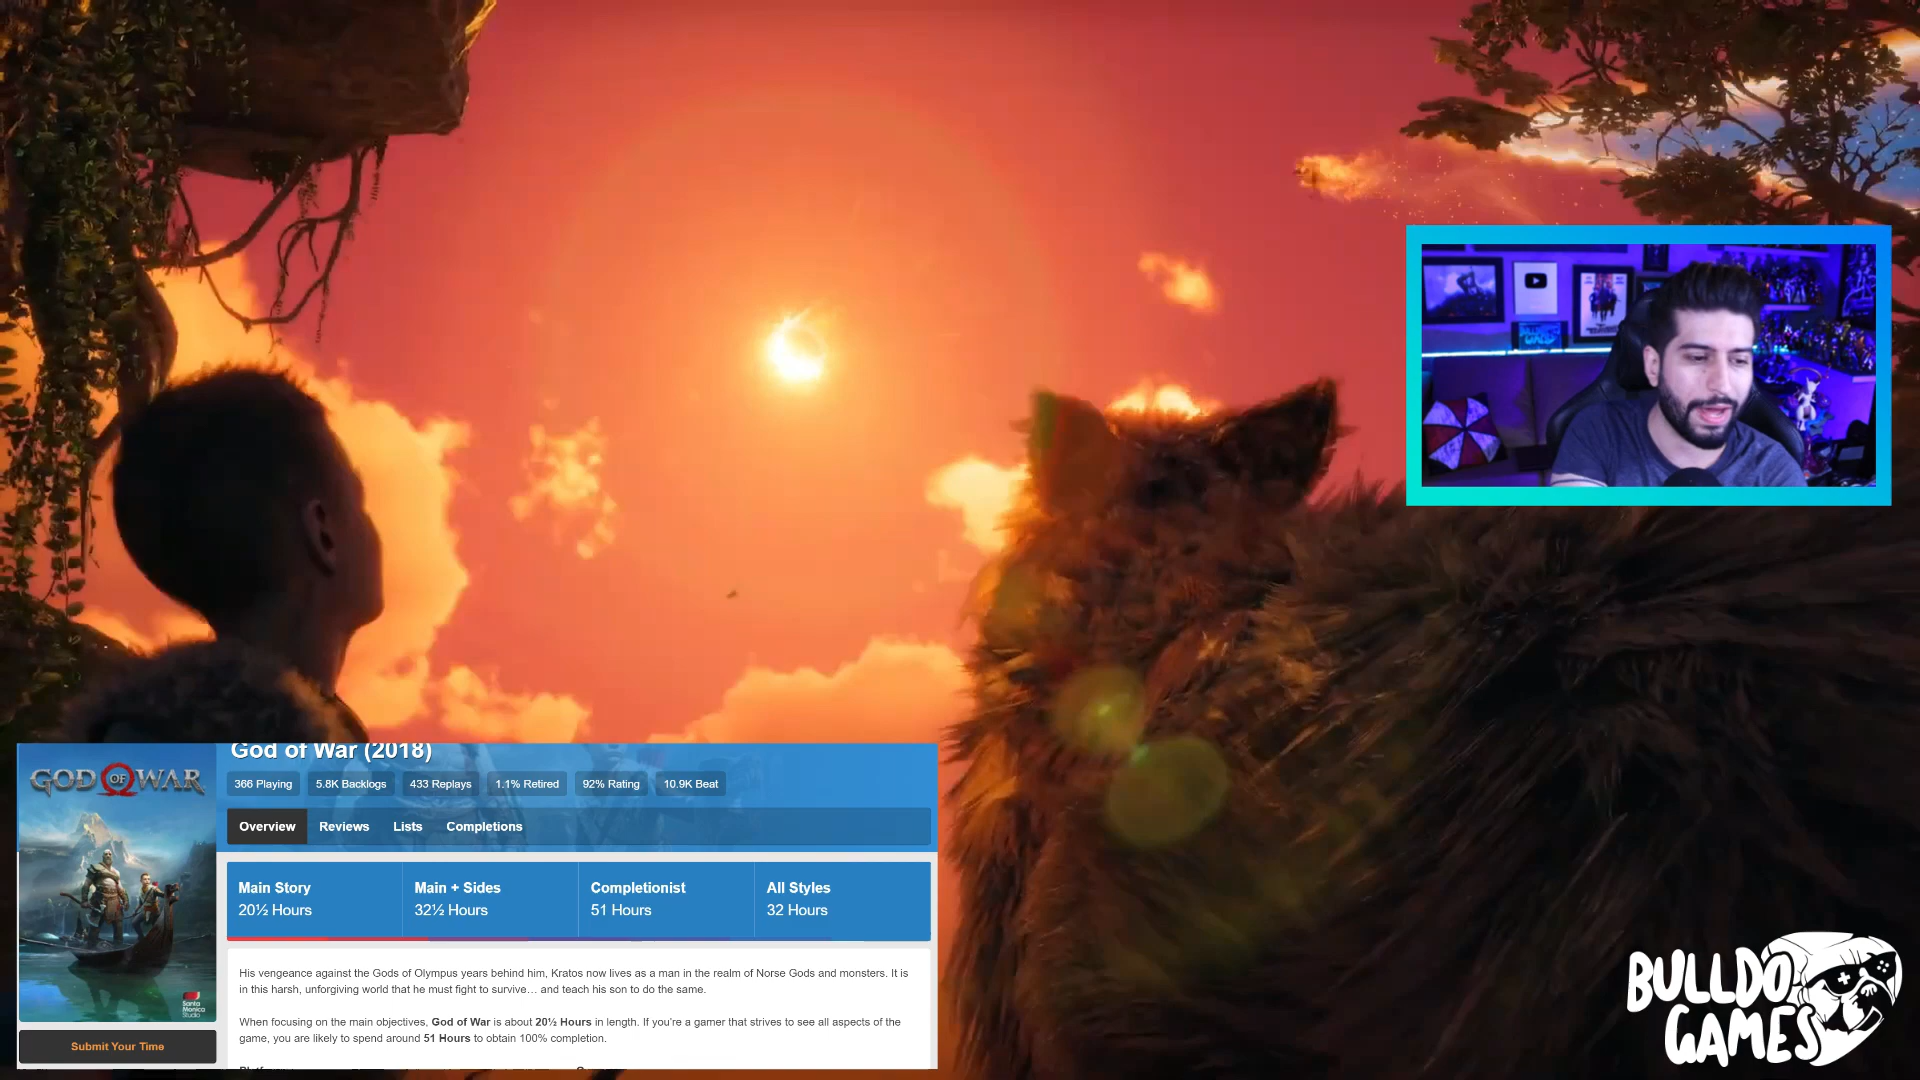 God of War (2018)
366 Playing 5.8K Backlogs 433 Replays 1.1% Retired 92% Rating 10.9K Beat
Overview Reviews Lists Completions
GOD OF WAR
Main Story Main + Sides Completionist All Styles
20½ Hours 32½ Hours 51 Hours 32 Hours
His vengeance against the Gods of Olympus years behind him, Kratos now lives as a man in the realm of Norse Gods and monsters. It is
in this harsh, unforgiving world that he must fight to survive… and teach his son to do the same.
When focusing on the main objectives, God of War is about 20½ Hours in length. If you're a gamer that strives to see all aspects of the
game, you are likely to spend around 51 Hours to obtain 100% completion.
Santa
Monica
Studio
Submit Your Time
BULLDOG
GAMES